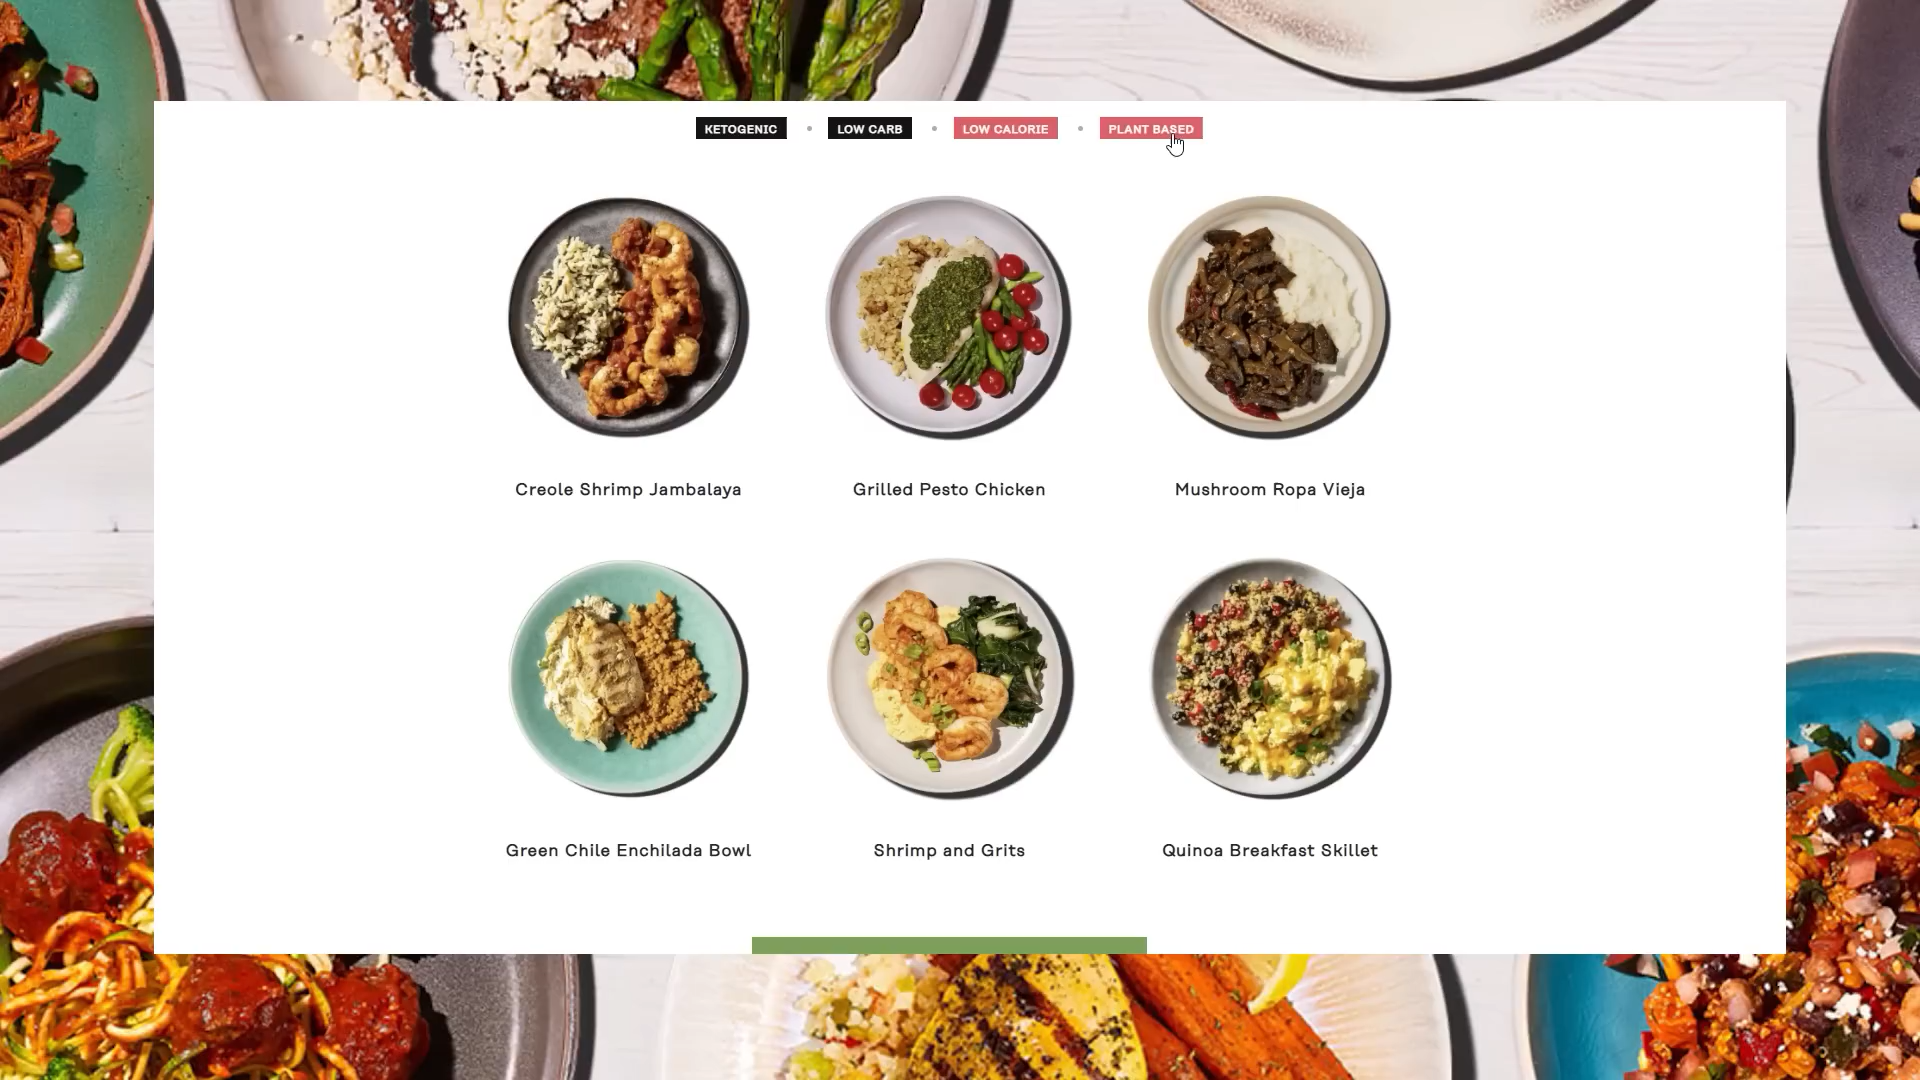 KETOGENIC • LOW CARB • LOW CALORIE • PLANT BASED
Creole Shrimp Jambalaya
Grilled Pesto Chicken
Mushroom Ropa Vieja
Green Chile Enchilada Bowl
Shrimp and Grits
Quinoa Breakfast Skillet